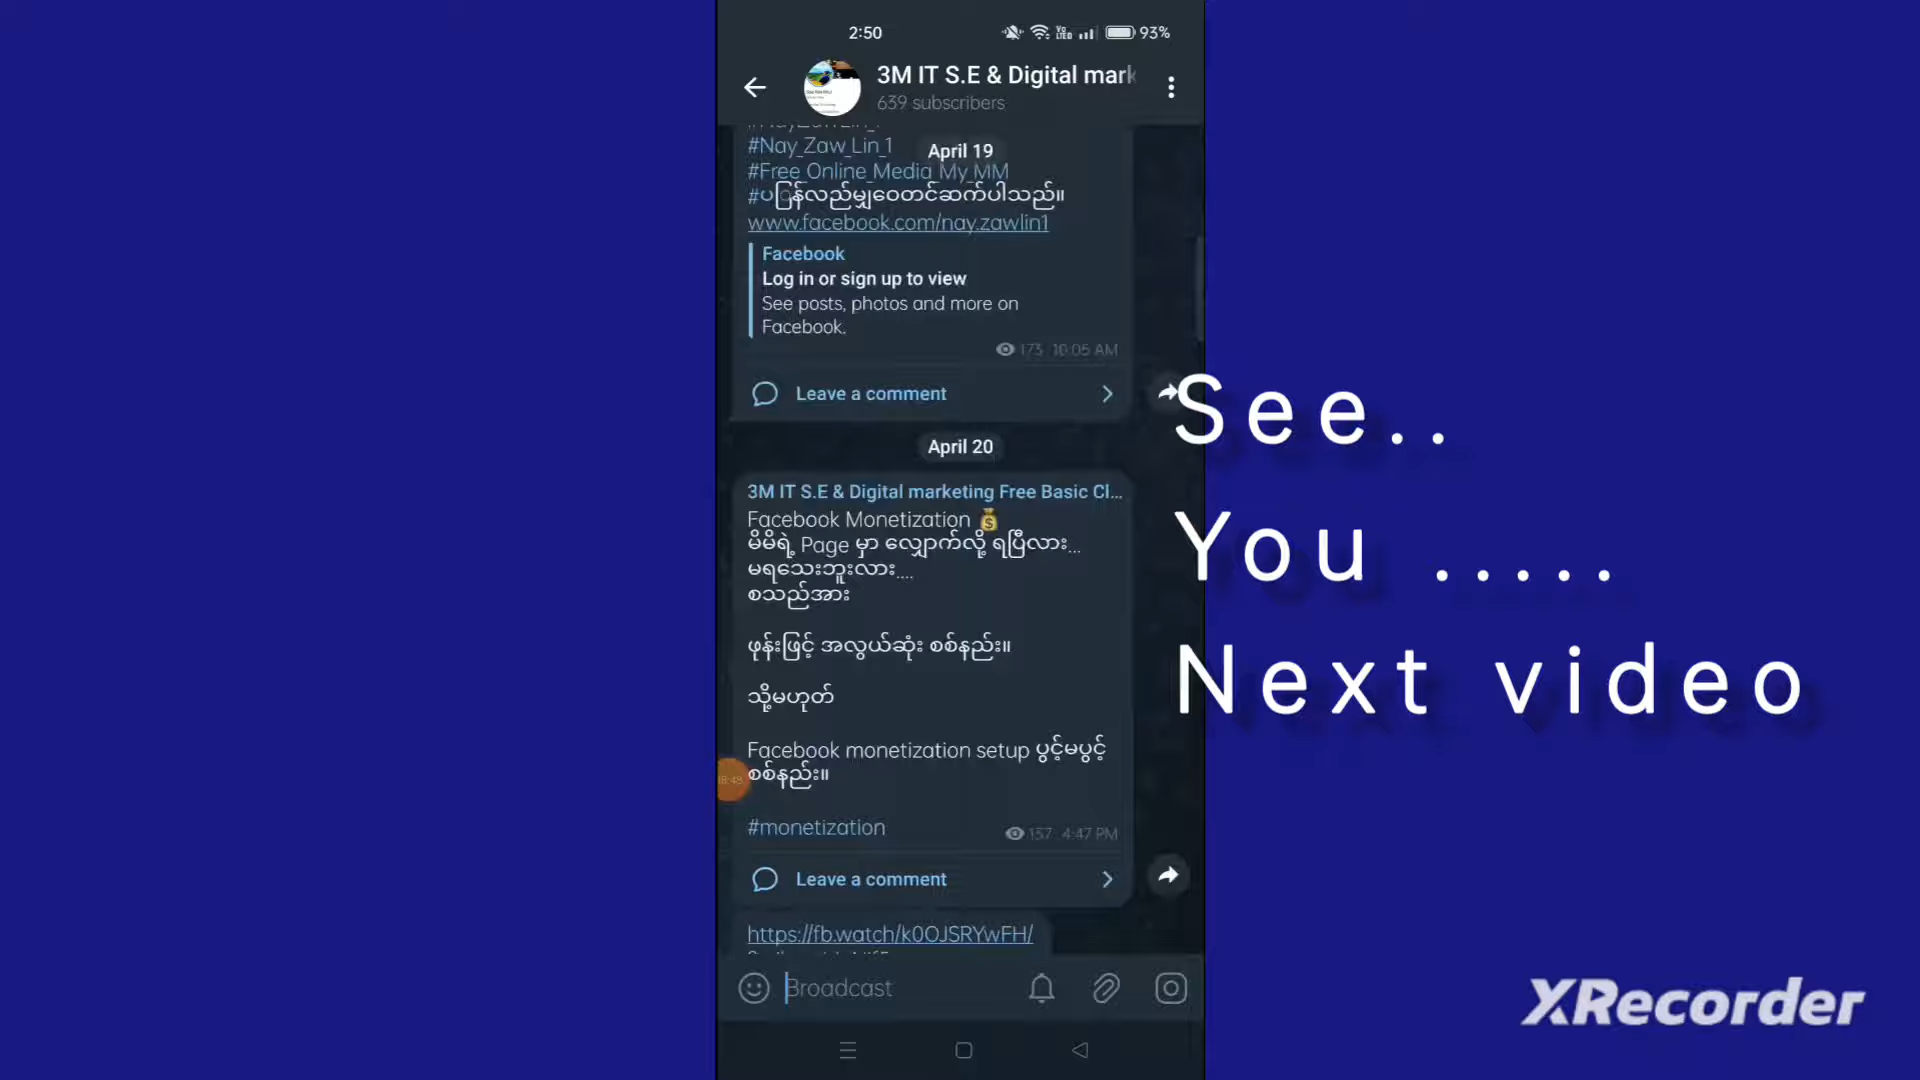 2:50
93%
3M IT S.E & Digital mark
639 subscribers
#Nay_Zaw_Lin_1
April 19
#Free_Online_Media_My_MM
#ပြန်လည်မျှဝေတင်ဆက်ပါသည်။
www.facebook.com/nay.zawlin1
Facebook
Log in or sign up to view
See posts, photos and more on
Facebook.
173 10:05 AM
Leave a comment
April 20
3M IT S.E & Digital marketing Free Basic Cl...
Facebook Monetization 💰
မိမိရဲ့ Page မှာ လျှောက်လို့ ရပြီလား...
မရသေးဘူးလား....
စသည်အား
ဖုန်းဖြင့် အလွယ်ဆုံး စစ်နည်း။
သို့မဟုတ်
Facebook monetization setup ပွင့်မပွင့်
စစ်နည်း။
#monetization
157 4:47 PM
Leave a comment
https://fb.watch/k0OJSRYwFH/
Broadcast
See..
You .....
Next video
XRecorder